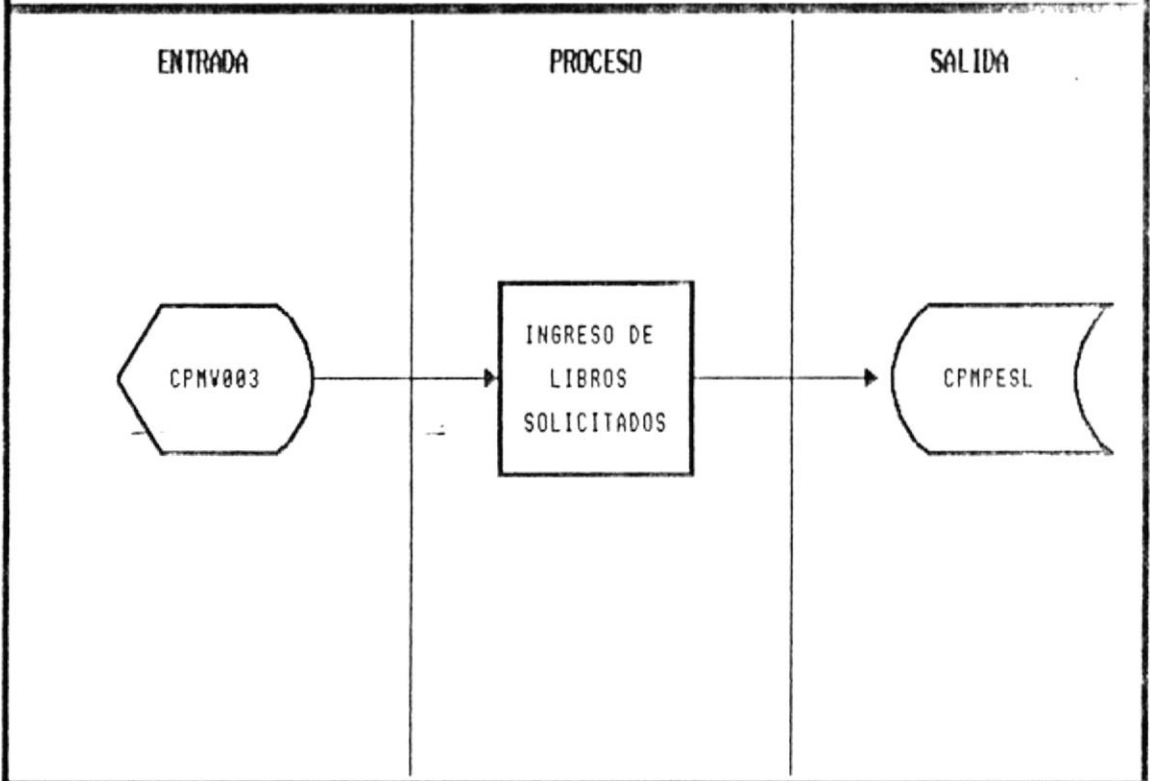 ENTRADA PROCESO SALIDA
CPMV003
INGRESO DE
LIBROS
SOLICITADOS
CPMPESL